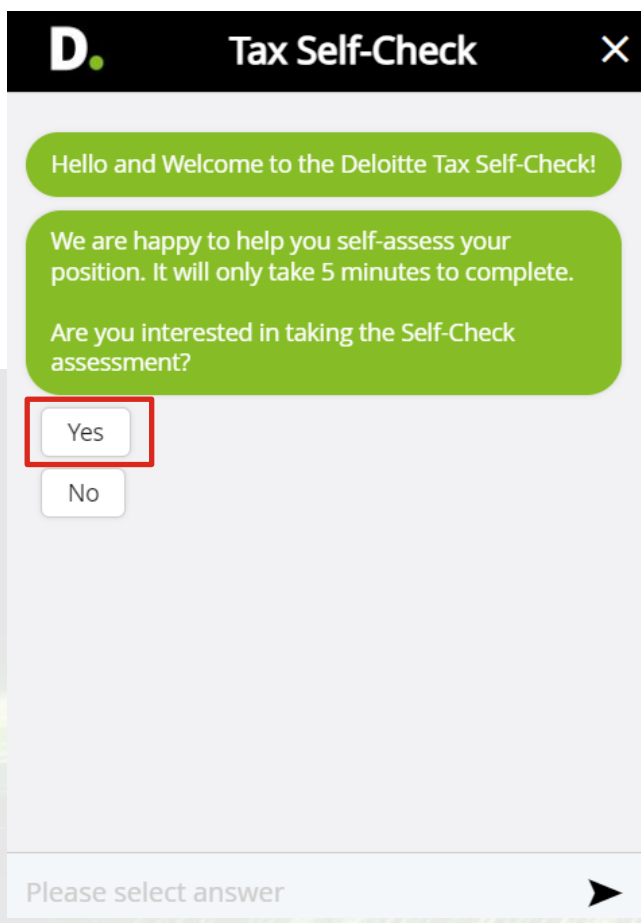 D.
Tax Self-Check
Hello and Welcome to the Deloitte Tax Self-Check!
We are happy to help you self-assess your
position. It will only take 5 minutes to complete.
Are you interested in taking the Self-Check
assessment?
Yes
No
Please select answer